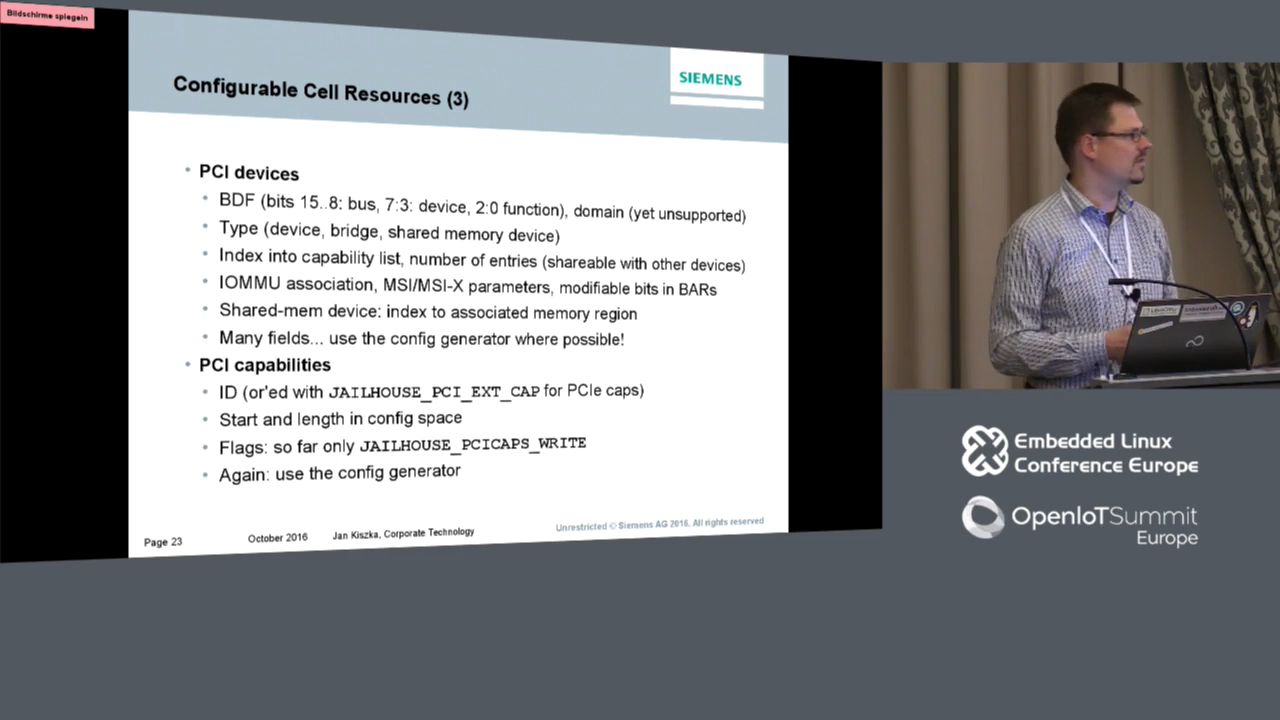 Bildschirme spiegeln
Configurable Cell Resources (3)
SIEMENS
PCI devices
BDF (bits 15..8: bus, 7:3: device, 2:0 function), domain (yet unsupported)
Type (device, bridge, shared memory device)
Index into capability list, number of entries (shareable with other devices)
IOMMU association, MSI/MSI-X parameters, modifiable bits in BARs
Shared-mem device: index to associated memory region
Many fields... use the config generator where possible!
PCI capabilities
ID (or'ed with JAILHOUSE_PCI_EXT_CAP for PCIe caps)
Start and length in config space
Flags: so far only JAILHOUSE_PCICAPS_WRITE
Again: use the config generator
Page 23
October 2016
Jan Kiszka, Corporate Technology
Unrestricted © Siemens AG 2016. All rights reserved
Embedded Linux
Conference Europe
OpenIoTSummit
Europe